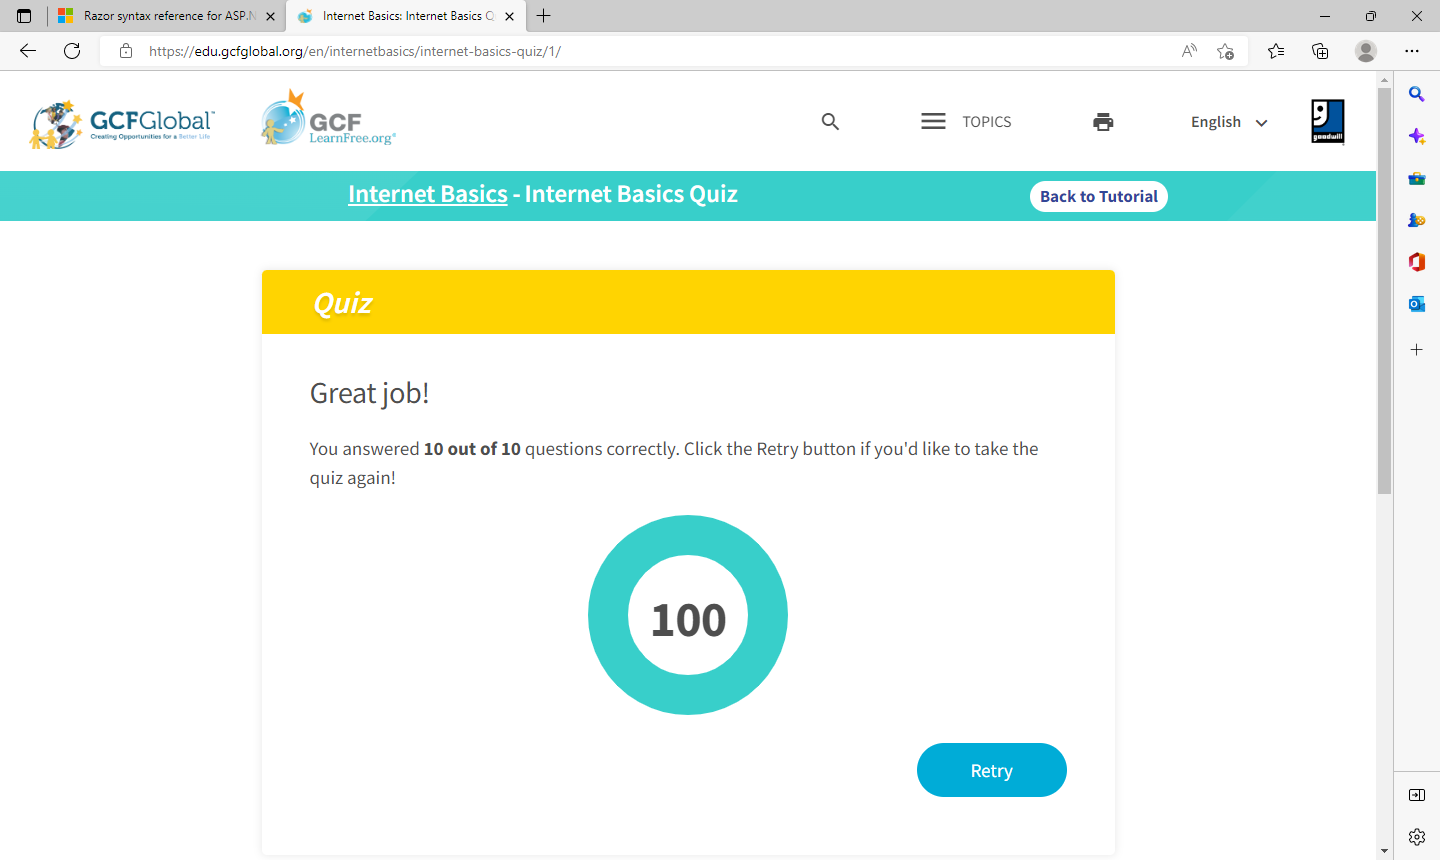 Razor syntax reference for ASP.N
Internet Basics: Internet Basics Q
https://edu.gcfglobal.org/en/internetbasics/internet-basics-quiz/1/
GCFGlobal™
Creating Opportunities for a Better Life
GCF
LearnFree.org®
TOPICS
English
goodwill
Internet Basics - Internet Basics Quiz
Back to Tutorial
Quiz
Great job!
You answered 10 out of 10 questions correctly. Click the Retry button if you'd like to take the
quiz again!
100
Retry